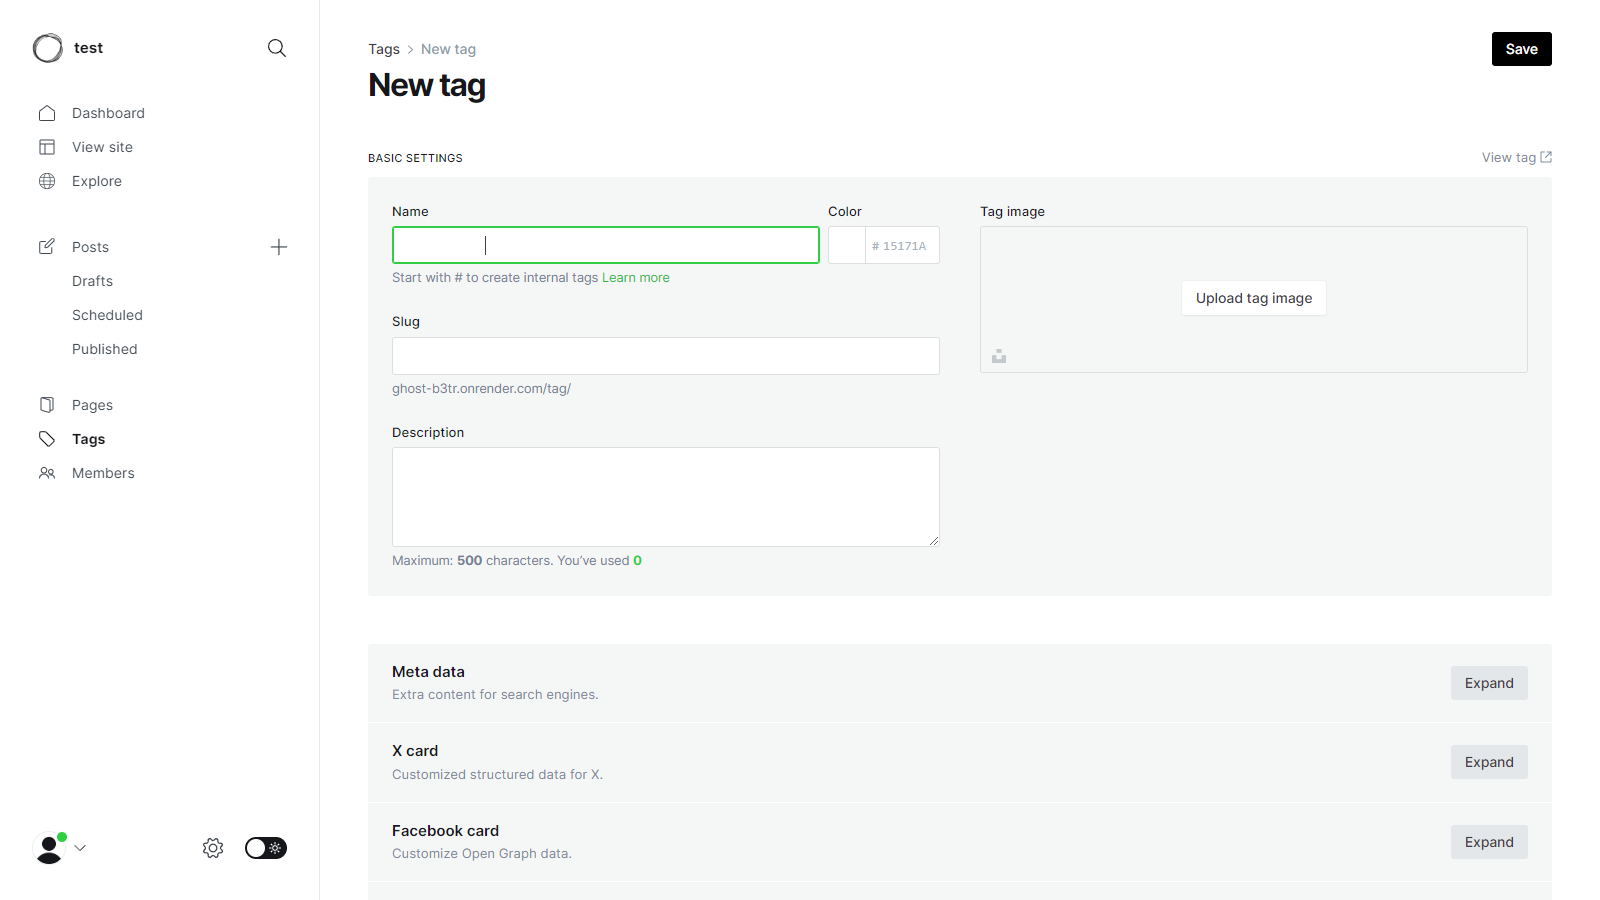 test
Dashboard
View site
Explore
Posts
Drafts
Scheduled
Published
Pages
Tags
Members
Tags > New tag
New tag
Save
BASIC SETTINGS
View tag
Name
Color
# 15171A
Start with # to create internal tags Learn more
Slug
ghost-b3tr.onrender.com/tag/
Description
Maximum: 500 characters. You’ve used 0
Tag image
Upload tag image
Meta data
Extra content for search engines.
Expand
X card
Customized structured data for X.
Expand
Facebook card
Customize Open Graph data.
Expand